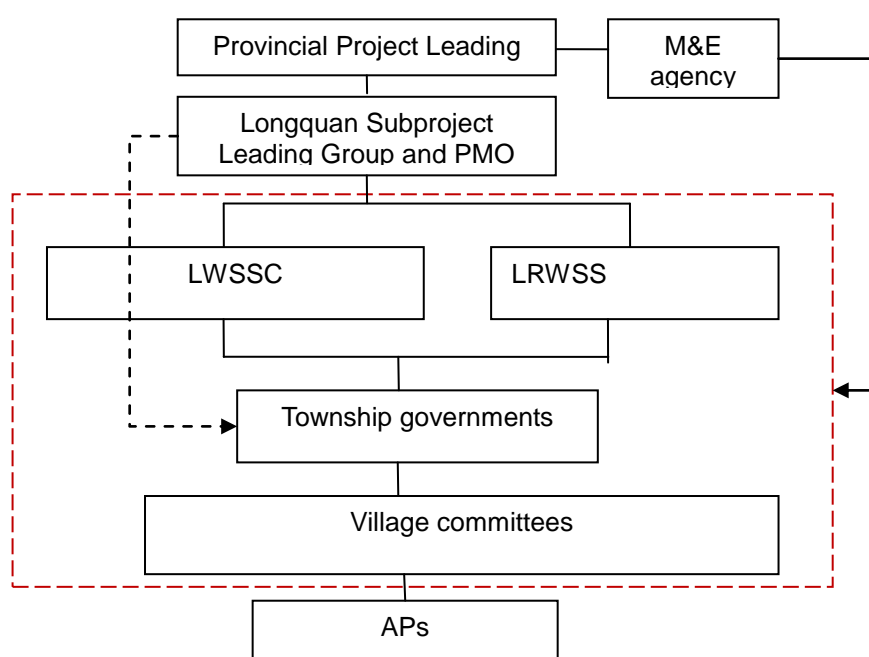 Provincial Project Leading
M&E
agency
Longquan Subproject
Leading Group and PMO
LWSSC
LRWSS
Township governments
Village committees
APs